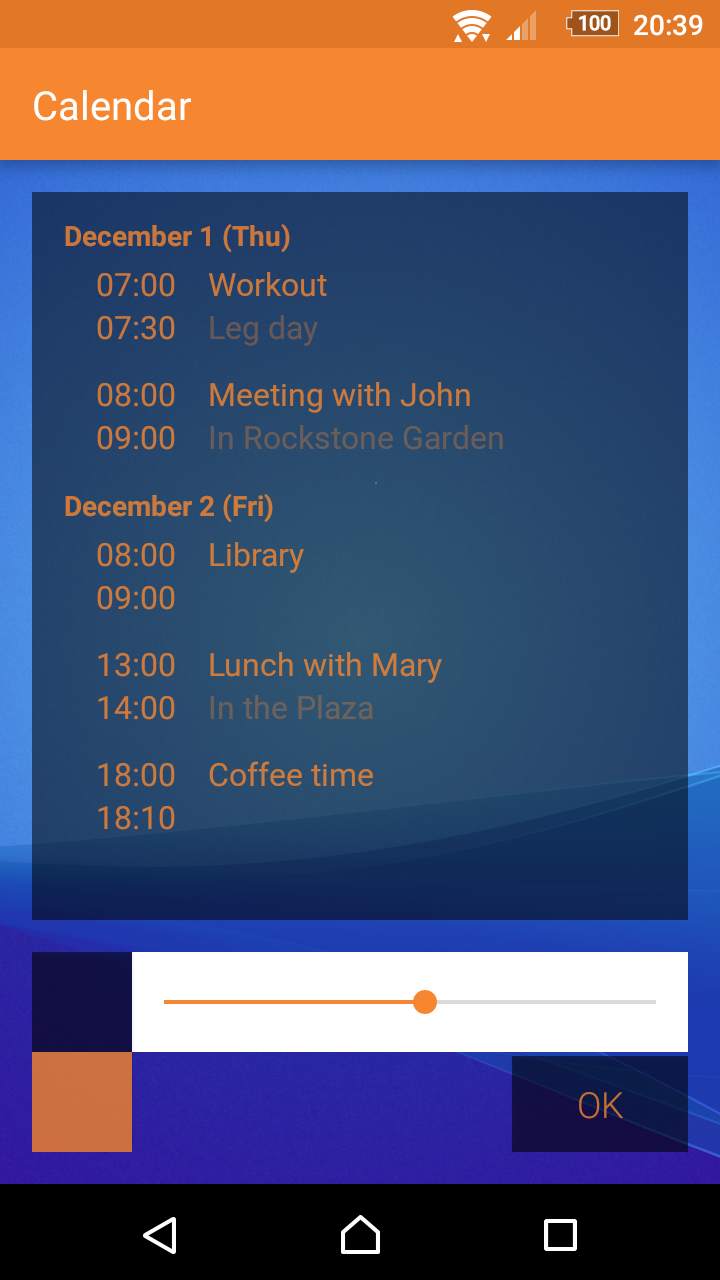 100 20:39
Calendar
December 1 (Thu)
07:00 Workout
07:30 Leg day
08:00 Meeting with John
09:00 In Rockstone Garden
December 2 (Fri)
08:00 Library
09:00
13:00 Lunch with Mary
14:00 In the Plaza
18:00 Coffee time
18:10
OK